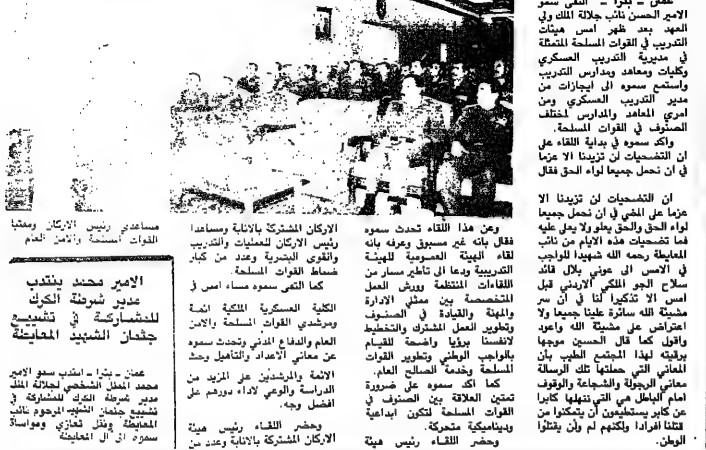 عمان - بترا - التقى سمو
الامير الحسن نائب جلالة الملك ولي
العهد بعد ظهر امس هيئات
التدريب في القوات المسلحة المتمثلة
في مديرية التدريب العسكري
وكليات ومعاهد ومدارس التدريب
واستمع سموه الى ايجازات من
مدير التدريب العسكري ومن
امري المعاهد والمدارس لمختلف
الصنوف في القوات المسلحة.
واكد سموه في بداية اللقاء على
ان التضحيات لن تزيدنا الا عزما
في ان نحمل جميعا لواء الحق فقال
ان التضحيات لن تزيدنا الا
عزما على المضي في ان نحمل جميعا
لواء الحق والحق يعلو ولا يعلى عليه
فما تضحيات هذه الايام من نائب
المعايطة رحمه الله شهيدا للواجب
في الامس الى عوني بلال قائد
سلاح الجو الملكي الاردني قبل
امس الا تذكيرا لنا في ان سر
مشيئة الله سائرة علينا جميعا ولا
اعتراض على مشيئة الله واعود
واقول كما قال الحسين موجها
برقيته لهذا المجتمع الطيب بان
المعاني التي حملتها تلك الرسالة
معاني الرجولة والشجاعة والوقوف
امام الباطل هي التي ننهلها كابرا
عن كابر يستطيعون ان يتمكنوا من
قتلنا أفرادا ولكنهم لم ولن يقتلوا
الوطن.
وعن هذا اللقاء تحدث سموه
فقال بانه غير مسبوق وعرفه بانه
لقاء الهيئة العمومية للهيئة
التدريبية ودعا الى تأطير مسار من
اللقاءات المنتظمة وورش العمل
المتخصصة بين ممثلي الادارة
والمهنة والقيادة في الصنوف
وتطوير العمل المشترك والتخطيط
لانفسنا برؤيا واضحة للقيام
بالواجب الوطني وتطوير القوات
المسلحة وخدمة الصالح العام.
كما اكد سموه على ضرورة
تمتين العلاقة بين الصنوف في
القوات المسلحة لتكون ابداعية
وديناميكية متحركة.
وحضر اللقاء رئيس هيئة
الاركان المشتركة بالانابة ومساعدا
رئيس الاركان للعمليات والتدريب
والقوى البشرية وعدد من كبار
ضباط القوات المسلحة.
كما التقى سموه مساء امس في
الكلية العسكرية الملكية ائمة
ومرشدي القوات المسلحة والامن
العام والدفاع المدني وتحدث سموه
عن معاني الاعداد والتأهيل وحث
الائمة والمرشدين على المزيد من
الدراسة والوعي لاداء دورهم على
افضل وجه.
وحضر اللقاء رئيس هيئة
الاركان المشتركة بالانابة وعدد من
مساعدي رئيس الاركان ومفتيا
القوات المسلحة والامن العام
الامير محمد ينتدب
مدير شرطة الكرك
للمشاركة في تشييع
جثمان الشهيد المعايطة
عمان - بترا - انتدب سمو الامير
محمد الممثل الشخصي لجلالة الملك
مدير شرطة الكرك للمشاركة في
تشييع جثمان الشهيد المرحوم نائب
المعايطة ونقل تعازي ومواساة
سموه الى ال المعايطة